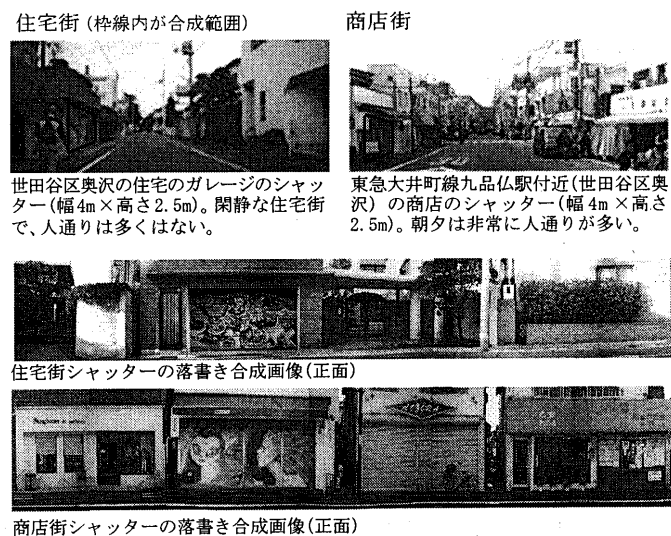 住宅街 (枠線内が合成範囲)
商店街
世田谷区奥沢の住宅のガレージのシャッ
ター(幅4m×高さ2.5m)。閑静な住宅街
で、人通りは多くはない。
東急大井町線九品仏駅付近(世田谷区奥
沢) の商店のシャッター(幅4m×高さ
2.5m)。朝夕は非常に人通りが多い。
住宅街シャッターの落書き合成画像(正面)
商店街シャッターの落書き合成画像(正面)